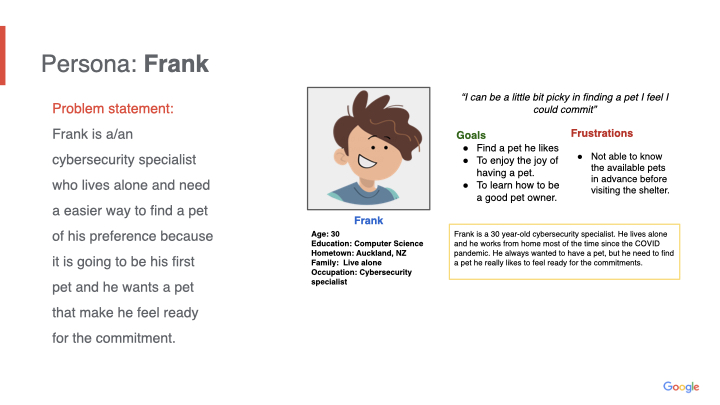 Persona: Frank
Problem statement:
Frank is a/an
cybersecurity specialist
who lives alone and need
a easier way to find a pet
of his preference because
it is going to be his first
pet and he wants a pet
that make he feel ready
for the commitment.
Frank
Age: 30
Education: Computer Science
Hometown: Auckland, NZ
Family:  Live alone
Occupation: Cybersecurity
specialist
“I can be a little bit picky in finding a pet I feel I
could commit”
Goals
● Find a pet he likes
● To enjoy the joy of
having a pet.
● To learn how to be
a good pet owner.
Frustrations
● Not able to know
the available pets
in advance before
visiting the shelter.
Frank is a 30 year-old cybersecurity specialist. He lives alone
and he works from home most of the time since the COVID
pandemic. He always wanted to have a pet, but he need to find
a pet he really likes to feel ready for the commitments.
Google